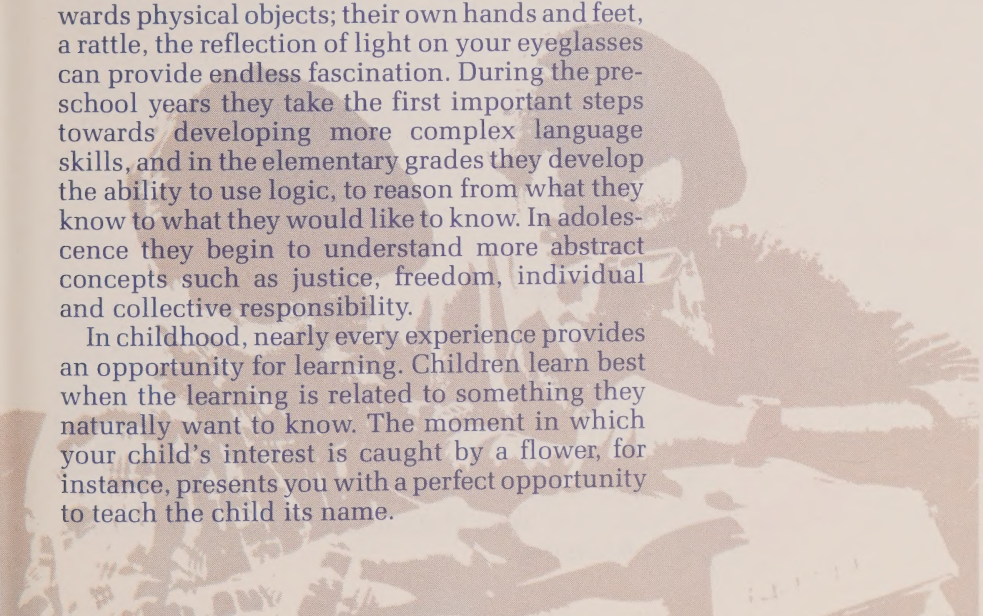 wards physical objects; their own hands and feet,
a rattle, the reflection of light on your eyeglasses
can provide endless fascination. During the pre-
school years they take the first important steps
towards developing more complex language
skills, and in the elementary grades they develop
the ability to use logic, to reason from what they
know to what they would like to know. In adoles-
cence they begin to understand more abstract
concepts such as justice, freedom, individual
and collective responsibility.
In childhood, nearly every experience provides
an opportunity for learning. Children learn best
when the learning is related to something they
naturally want to know. The moment in which
your child's interest is caught by a flower, for
instance, presents you with a perfect opportunity
to teach the child its name.